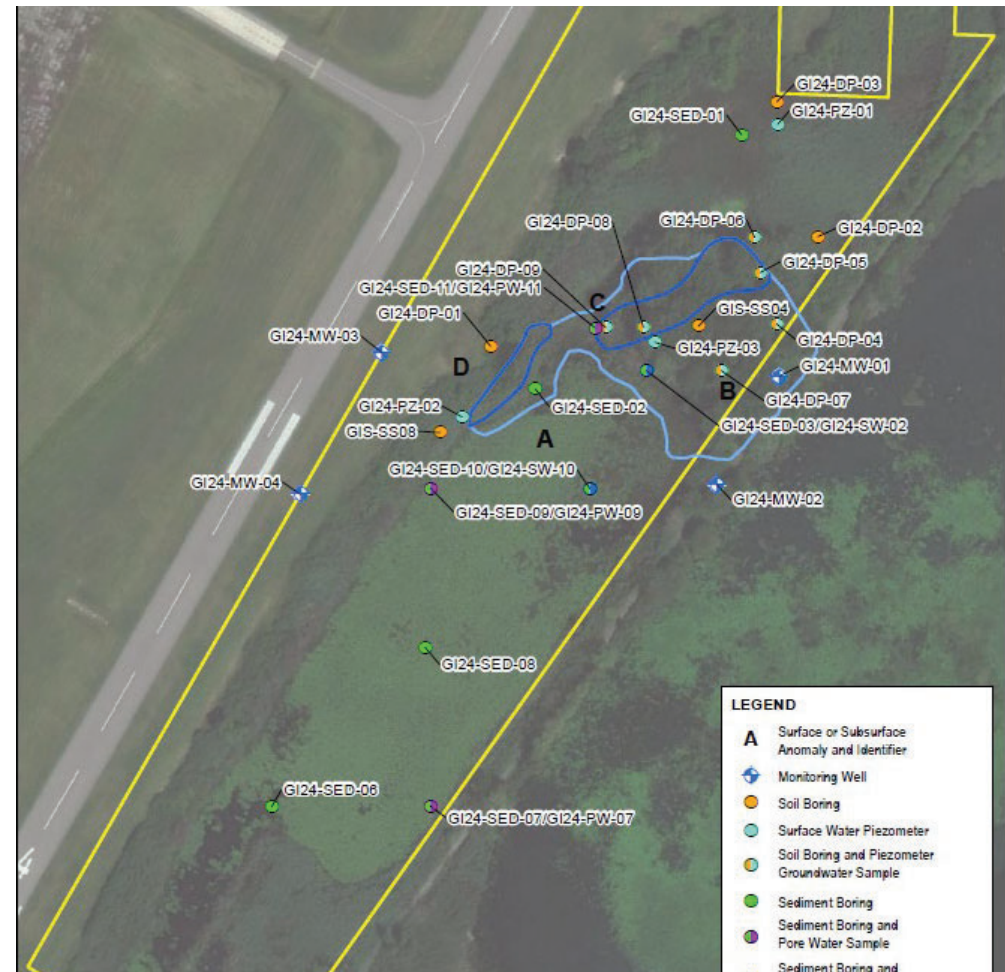 GI24-DP-03
GI24-PZ-01
GI24-SED-01
GI24-DP-06
GI24-DP-02
GI24-DP-08
GI24-DP-09
GI24-DP-05
GI24-SED-11/GI24-PW-11
C
GIS-SS04
GI24-DP-01
GI24-DP-04
GI24-MW-03
GI24-PZ-03
D
GI24-MW-01
B
GI24-DP-07
GI24-SED-02
GI24-PZ-02
GI24-SED-03/GI24-SW-02
GIS-SS08
A
GI24-SED-10/GI24-SW-10
GI24-MW-04
GI24-MW-02
GI24-SED-09/GI24-PW-09
GI24-SED-08
GI24-SED-06
GI24-SED-07/GI24-PW-07
4
LEGEND
A Surface or Subsurface
Anomaly and Identifier
Monitoring Well
Soil Boring
Surface Water Piezometer
Soil Boring and Piezometer
Groundwater Sample
Sediment Boring
Sediment Boring and
Pore Water Sample
Sediment Boring and